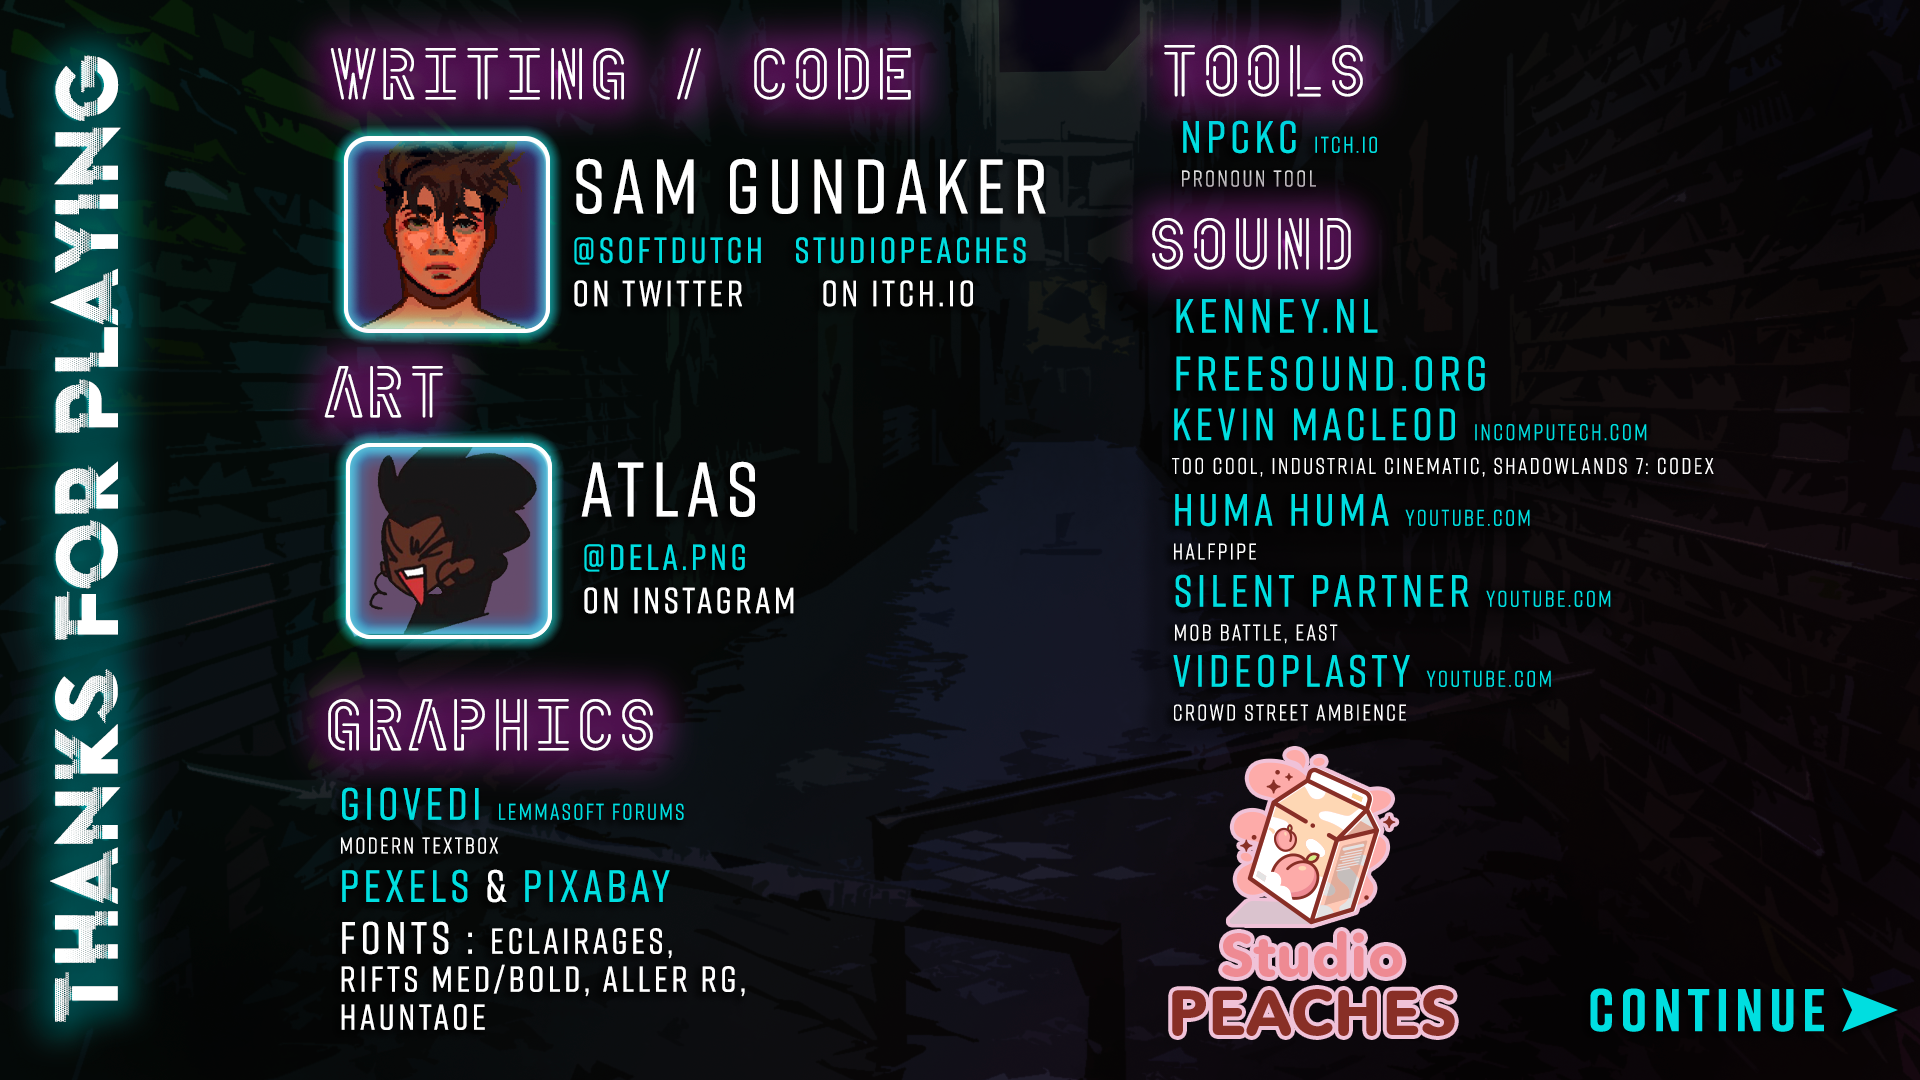 THANKS FOR PLAYING
WRITING / CODE
SAM GUNDAKER
@SOFTDUTCH STUDIOPEACHES
ON TWITTER ON ITCH.IO
ART
ATLAS
@DELA.PNG
ON INSTAGRAM
GRAPHICS
GIOVEDI LEMMASOFT FORUMS
MODERN TEXTBOX
PEXELS & PIXABAY
FONTS : ECLAIRAGES,
RIFTS MED/BOLD, ALLER RG,
HAUNTAOE
TOOLS
NPCKC ITCH.IO
PRONOUN TOOL
SOUND
KENNEY.NL
FREESOUND.ORG
KEVIN MACLEOD INCOMPUTECH.COM
TOO COOL, INDUSTRIAL CINEMATIC, SHADOWLANDS 7: CODEX
HUMA HUMA YOUTUBE.COM
HALFPIPE
SILENT PARTNER YOUTUBE.COM
MOB BATTLE, EAST
VIDEOPLASTY YOUTUBE.COM
CROWD STREET AMBIENCE
Studio
PEACHES
CONTINUE